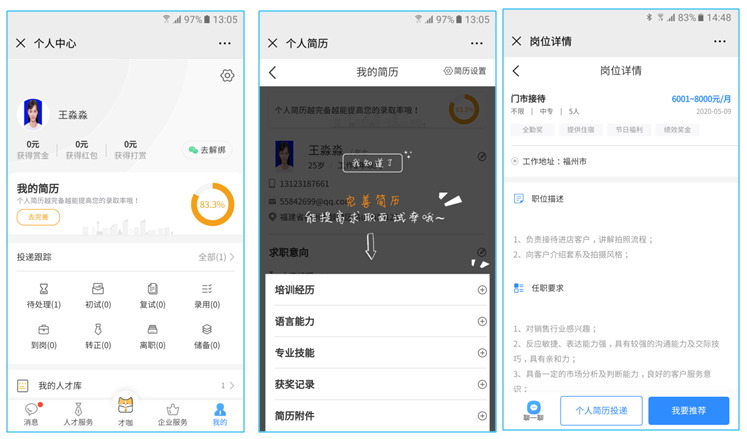 97% 13:05
个人中心
王淼淼
0元
获得赏金
0元
获得红包
0元
获得打赏
去解绑
我的简历
个人简历越完备越能提高您的录取率哦！
去完善
83.3%
投递跟踪
全部(1)
待处理(1)
初试(0)
复试(0)
录用(0)
到岗(0)
转正(0)
离职(0)
储备(0)
我的人才库
1
消息
人才服务
才咖
企业服务
我的
97% 13:05
个人简历
我的简历
简历设置
个人简历越完备越能提高您的录取率哦！
83.3%
王淼淼
25岁
我知道了
13123187661
55842699@qq.com
完善简历
能提高求职面试率哦~
福建省
求职意向
培训经历
语言能力
专业技能
获奖记录
简历附件
83% 14:48
岗位详情
岗位详情
门市接待
6001~8000元/月
不限 | 中专 | 5人
2020-05-09
全勤奖
提供住宿
节日福利
绩效奖金
工作地址：福州市
职位描述
1、负责接待进店客户，讲解拍照流程；
2、向客户介绍套系及拍摄风格；
任职要求
1、对销售行业感兴趣；
2、反应敏捷、表达能力强，具有较强的沟通能力及交际技
巧，具有亲和力；
3、具备一定的市场分析及判断能力，良好的客户服务意
识；
聊一聊
个人简历投递
我要推荐